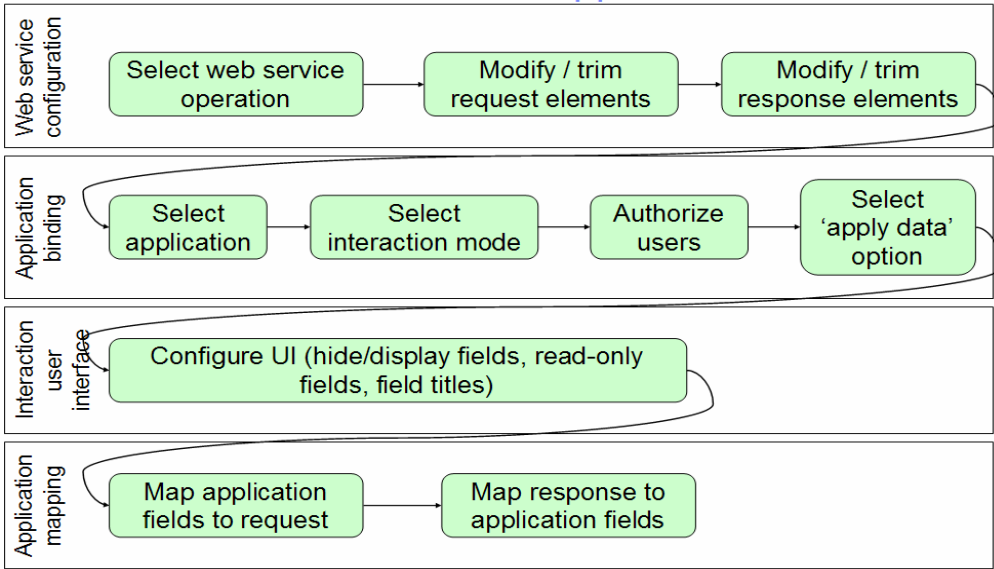 Web service
configuration
Select web service
operation
Modify / trim
request elements
Modify / trim
response elements
Application
binding
Select
application
Select
interaction mode
Authorize
users
Select
‘apply data’
option
Interaction
user
interface
Configure UI (hide/display fields, read-only
fields, field titles)
Application
mapping
Map application
fields to request
Map response to
application fields